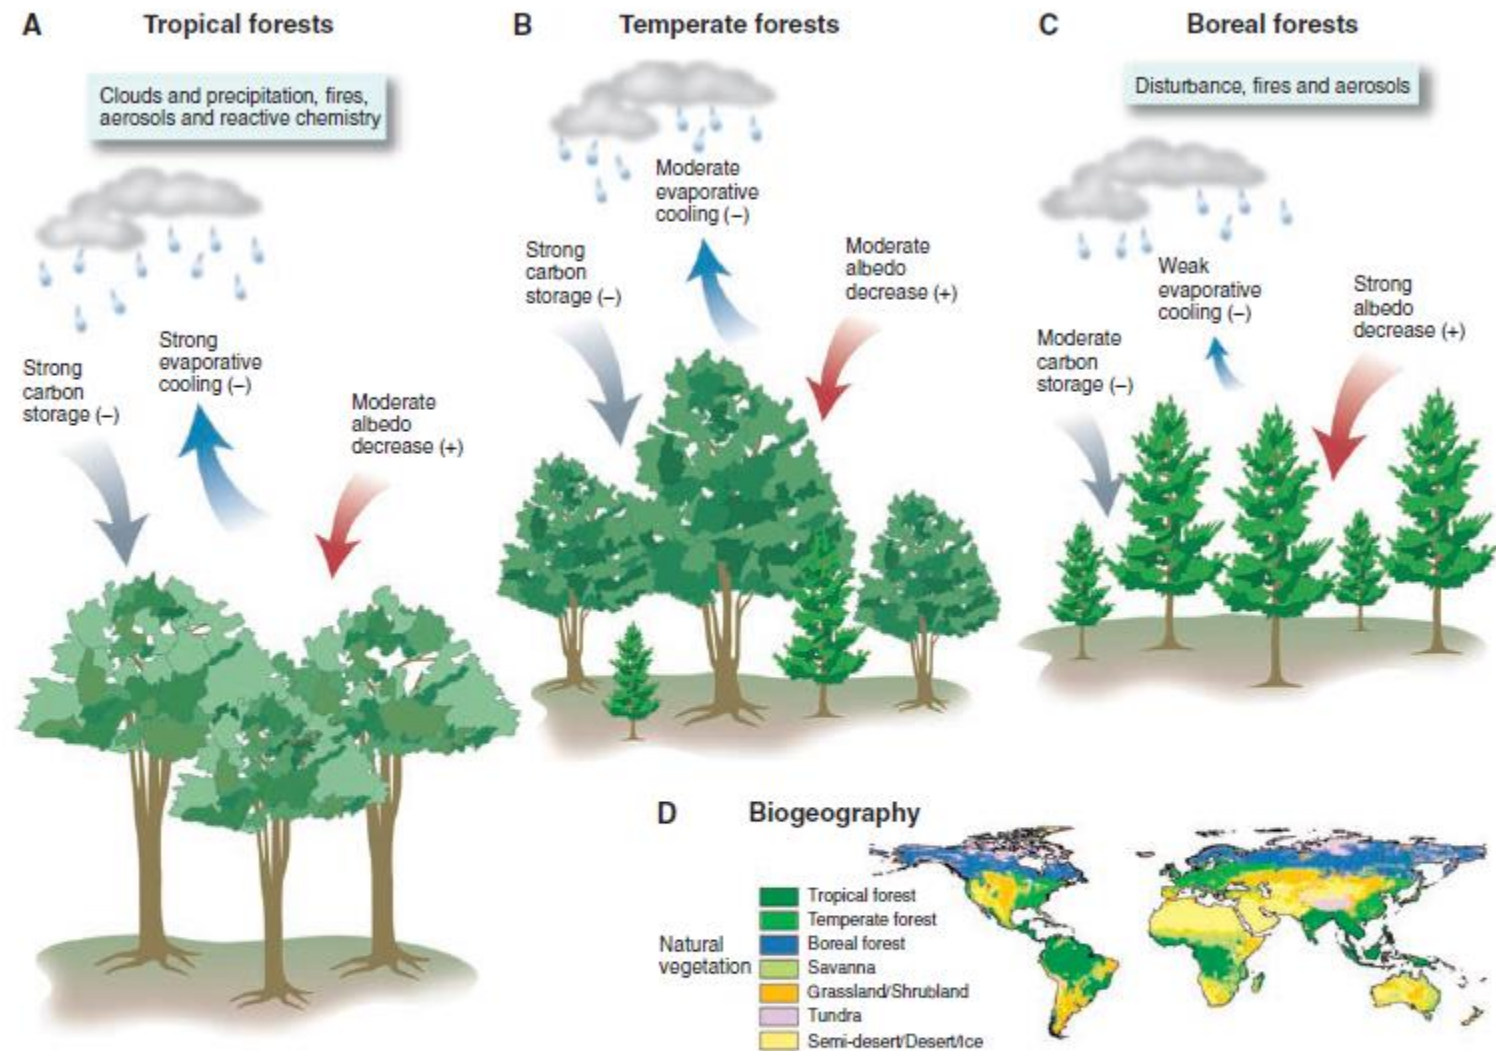 A Tropical forests
Clouds and precipitation, fires,
aerosols and reactive chemistry
Strong
carbon
storage (–)
Strong
evaporative
cooling (–)
Moderate
albedo
decrease (+)
B Temperate forests
Strong
carbon
storage (–)
Moderate
evaporative
cooling (–)
Moderate
albedo
decrease (+)
C Boreal forests
Disturbance, fires and aerosols
Moderate
carbon
storage (–)
Weak
evaporative
cooling (–)
Strong
albedo
decrease (+)
D Biogeography
Natural
vegetation
Tropical forest
Temperate forest
Boreal forest
Savanna
Grassland/Shrubland
Tundra
Semi-desert/Desert/Ice